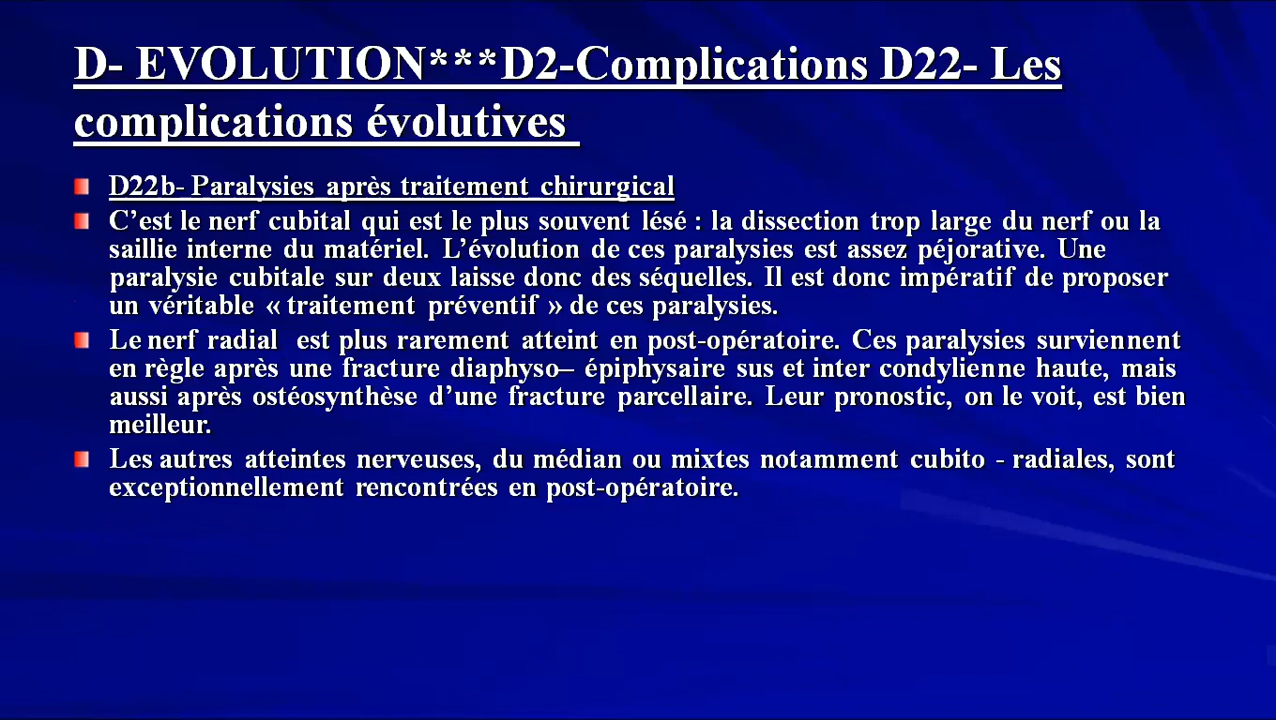 D- EVOLUTION***D2-Complications D22- Les
complications évolutives
D22b- Paralysies après traitement chirurgical
C’est le nerf cubital qui est le plus souvent lésé : la dissection trop large du nerf ou la
saillie interne du matériel. L’évolution de ces paralysies est assez péjorative. Une
paralysie cubitale sur deux laisse donc des séquelles. Il est donc impératif de proposer
un véritable « traitement préventif » de ces paralysies.
Le nerf radial est plus rarement atteint en post-opératoire. Ces paralysies surviennent
en règle après une fracture diaphyso– épiphysaire sus et inter condylienne haute, mais
aussi après ostéosynthèse d’une fracture parcellaire. Leur pronostic, on le voit, est bien
meilleur.
Les autres atteintes nerveuses, du médian ou mixtes notamment cubito - radiales, sont
exceptionnellement rencontrées en post-opératoire.